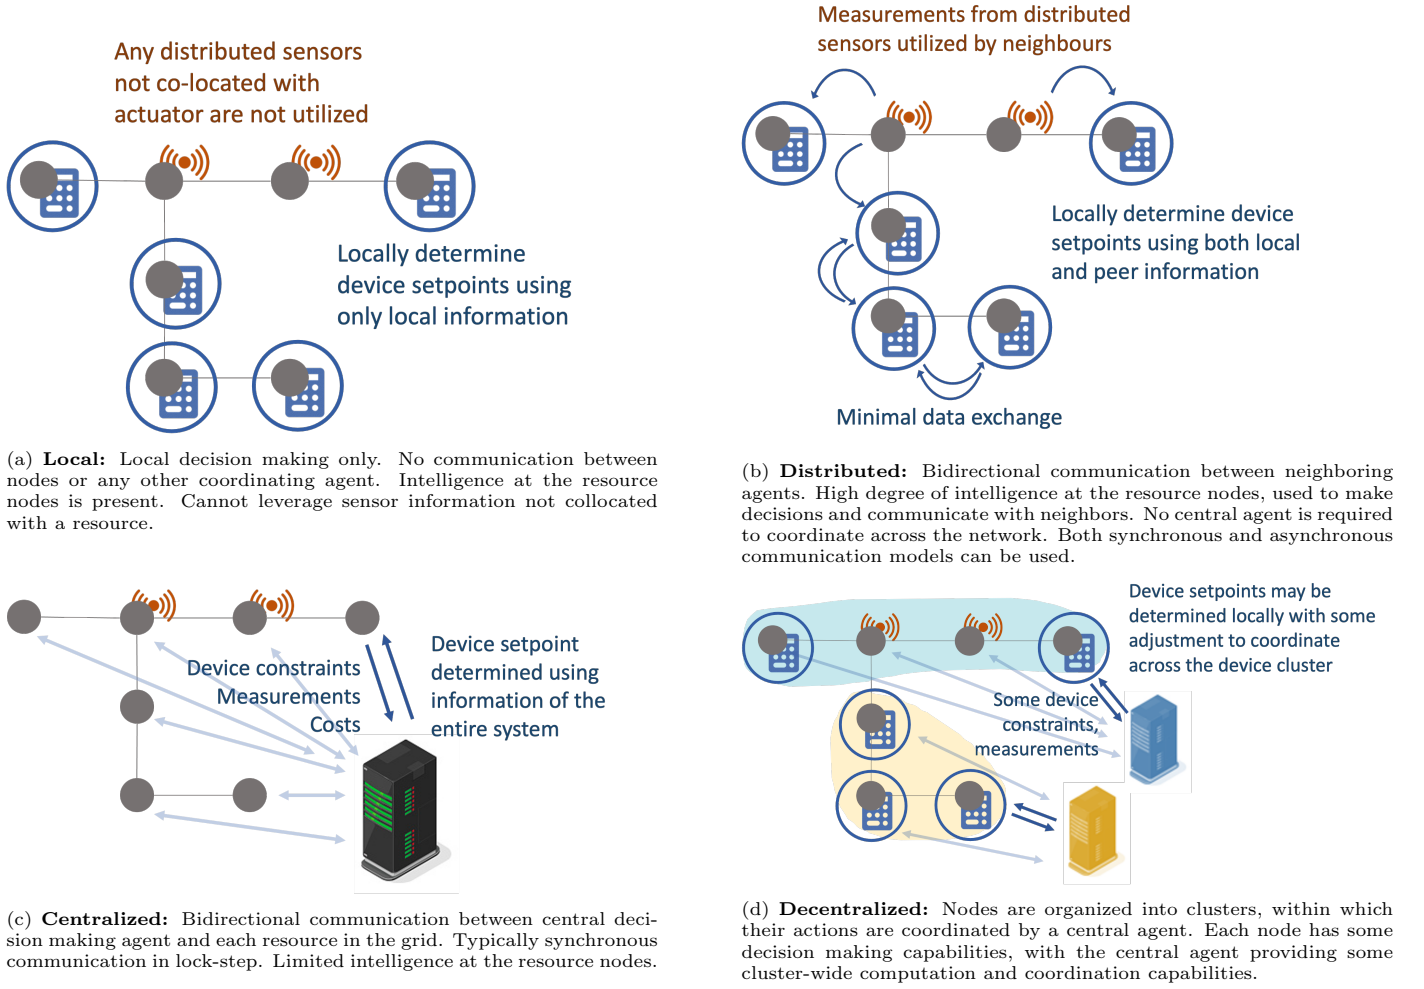 Any distributed sensors
not co-located with
actuator are not utilized
Locally determine
device setpoints using
only local information
(a) Local: Local decision making only. No communication between
nodes or any other coordinating agent. Intelligence at the resource
nodes is present. Cannot leverage sensor information not collocated
with a resource.
Measurements from distributed
sensors utilized by neighbours
Locally determine device
setpoints using both local
and peer information
Minimal data exchange
(b) Distributed: Bidirectional communication between neighboring
agents. High degree of intelligence at the resource nodes, used to make
decisions and communicate with neighbors. No central agent is required
to coordinate across the network. Both synchronous and asynchronous
communication models can be used.
Device constraints
Measurements
Costs
Device setpoint
determined using
information of the
entire system
(c) Centralized: Bidirectional communication between central deci-
sion making agent and each resource in the grid. Typically synchronous
communication in lock-step. Limited intelligence at the resource nodes.
Device setpoints may be
determined locally with some
adjustment to coordinate
across the device cluster
Some device
constraints,
measurements
(d) Decentralized: Nodes are organized into clusters, within which
their actions are coordinated by a central agent. Each node has some
decision making capabilities, with the central agent providing some
cluster-wide computation and coordination capabilities.